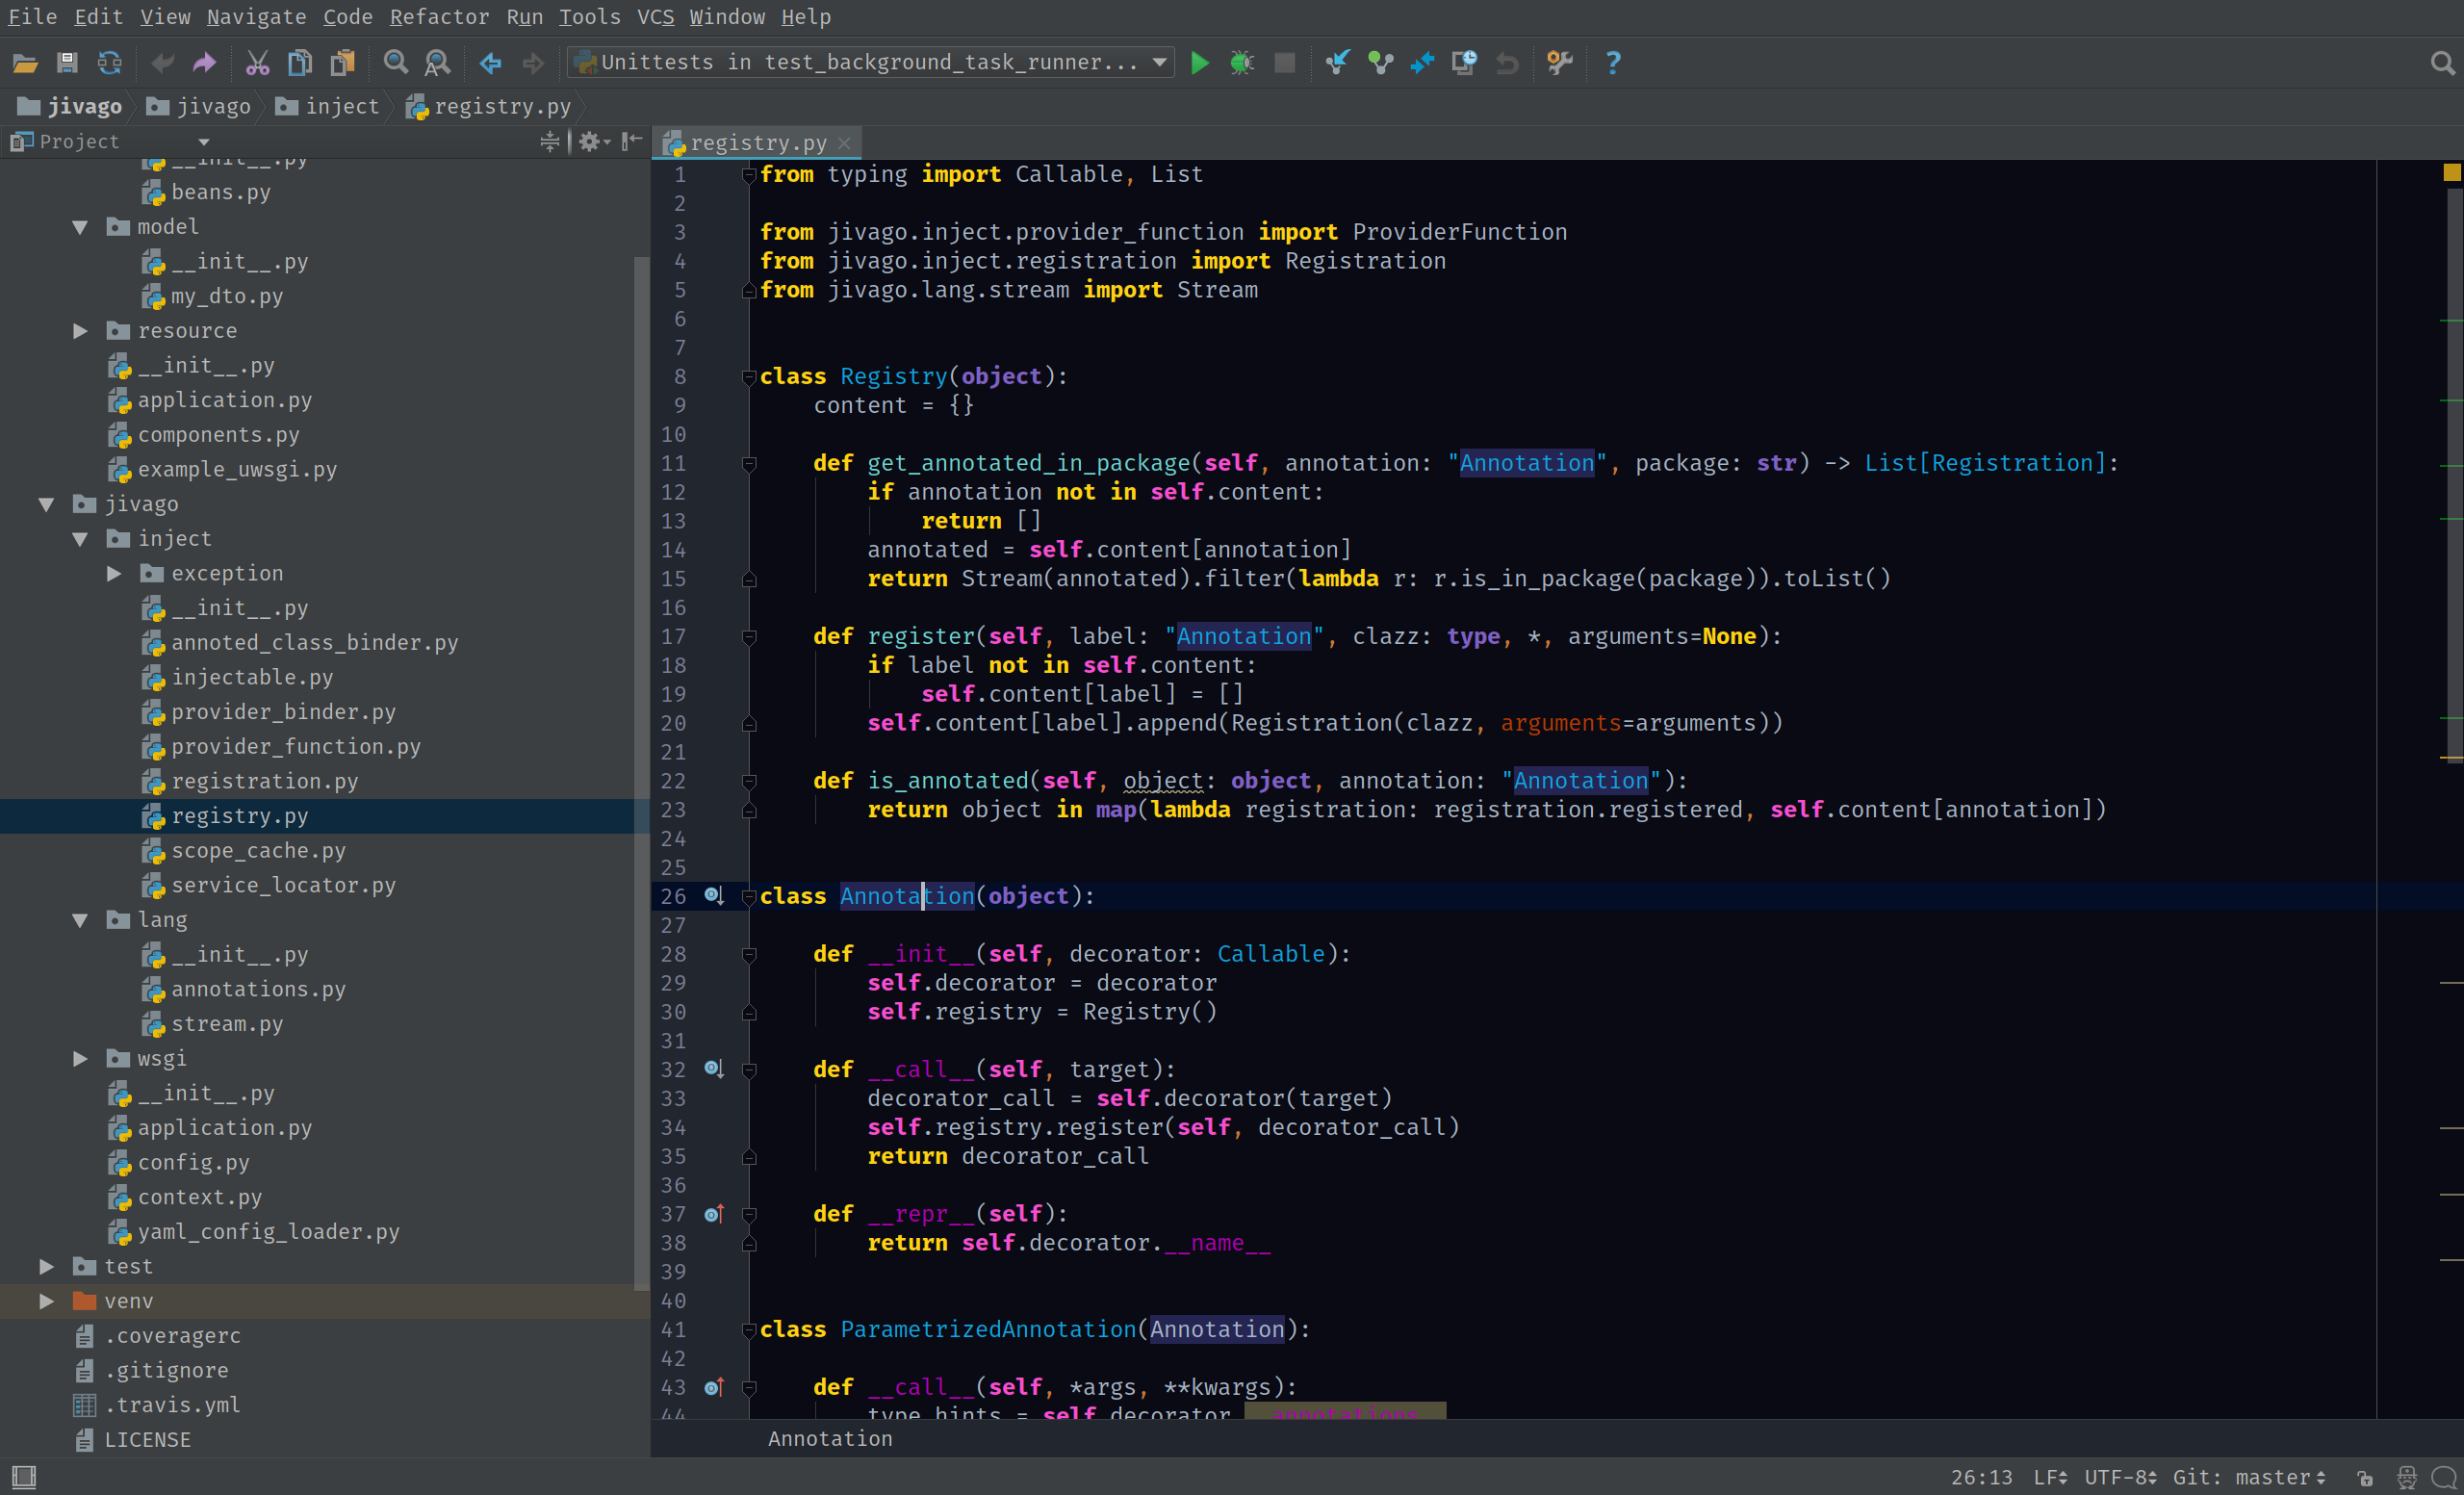 File Edit View Navigate Code Refactor Run Tools VCS Window Help
Unittests in test_background_task_runner...
jivago jivago inject registry.py
Project
registry.py
__init__.py
beans.py
model
__init__.py
my_dto.py
resource
__init__.py
application.py
components.py
example_uwsgi.py
jivago
inject
exception
__init__.py
annoted_class_binder.py
injectable.py
provider_binder.py
provider_function.py
registration.py
registry.py
scope_cache.py
service_locator.py
lang
__init__.py
annotations.py
stream.py
wsgi
__init__.py
application.py
config.py
context.py
yaml_config_loader.py
test
venv
.coveragerc
.gitignore
.travis.yml
LICENSE
1 from typing import Callable, List
2
3 from jivago.inject.provider_function import ProviderFunction
4 from jivago.inject.registration import Registration
5 from jivago.lang.stream import Stream
6
7
8 class Registry(object):
9     content = {}
10
11     def get_annotated_in_package(self, annotation: "Annotation", package: str) -> List[Registration]:
12         if annotation not in self.content:
13             return []
14         annotated = self.content[annotation]
15         return Stream(annotated).filter(lambda r: r.is_in_package(package)).toList()
16
17     def register(self, label: "Annotation", clazz: type, *, arguments=None):
18         if label not in self.content:
19             self.content[label] = []
20         self.content[label].append(Registration(clazz, arguments=arguments))
21
22     def is_annotated(self, object: object, annotation: "Annotation"):
23         return object in map(lambda registration: registration.registered, self.content[annotation])
24
25
26 class Annotation(object):
27
28     def __init__(self, decorator: Callable):
29         self.decorator = decorator
30         self.registry = Registry()
31
32     def __call__(self, target):
33         decorator_call = self.decorator(target)
34         self.registry.register(self, decorator_call)
35         return decorator_call
36
37     def __repr__(self):
38         return self.decorator.__name__
39
40
41 class ParametrizedAnnotation(Annotation):
42
43     def __call__(self, *args, **kwargs):
44         type_hints = self.decorator.__annotations__
Annotation
26:13 LF UTF-8 Git: master